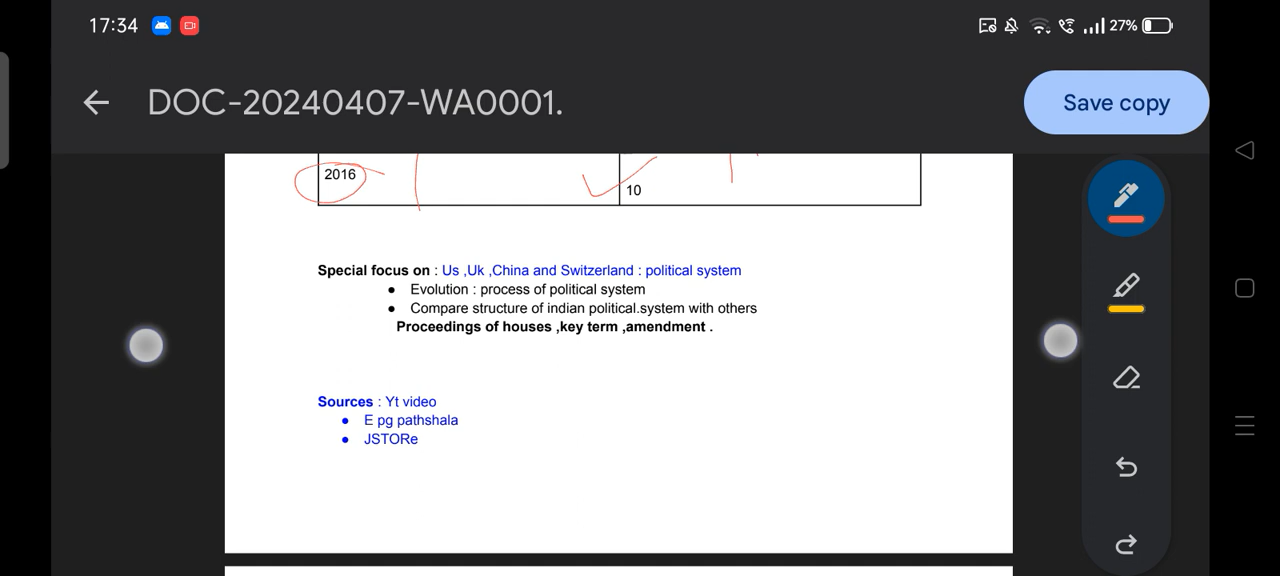 17:34
27%
DOC-20240407-WA0001.
Save copy
2016
10
Special focus on : Us ,Uk ,China and Switzerland : political system
● Evolution : process of political system
● Compare structure of indian political.system with others
Proceedings of houses ,key term ,amendment .
Sources : Yt video
● E pg pathshala
● JSTORe